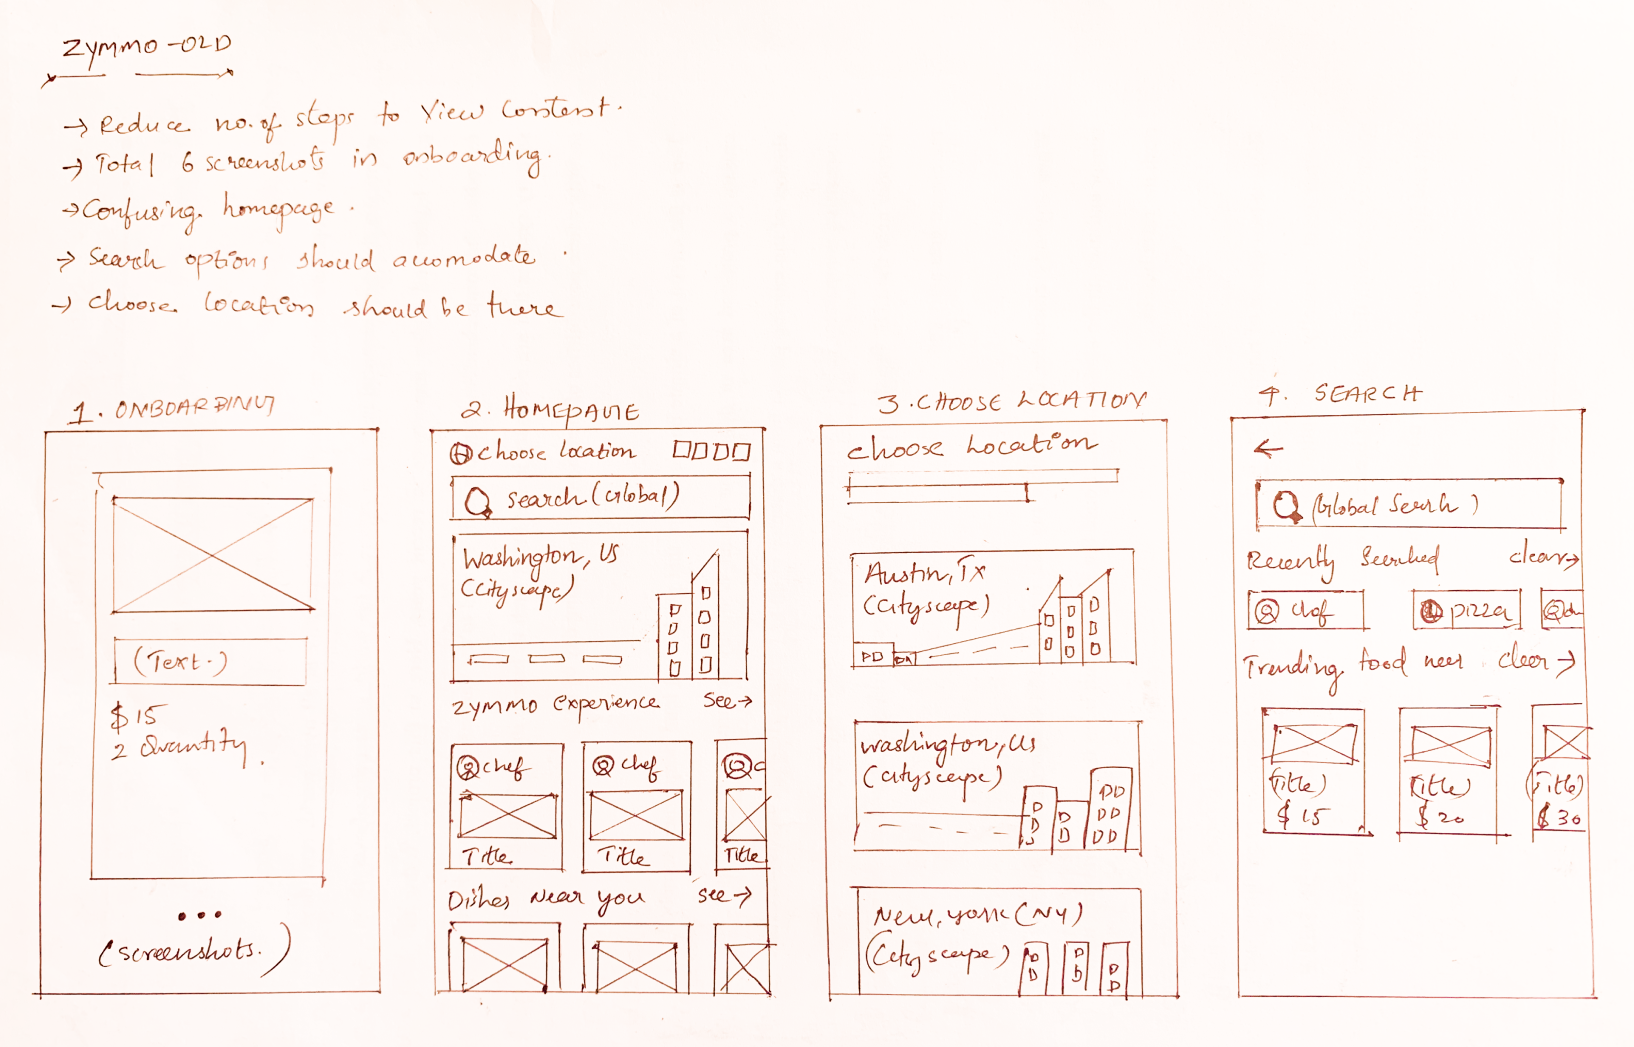 ZYMMO-OLD
→ Reduce no. of steps to View Content.
→ Total 6 screenshots in onboarding.
→ Confusing homepage.
→ Search options should accomodate.
→ choose location should be there
1. ONBOARDING
(Text.)
$15
2 Quantity.
...
(screenshots.)
2. HOMEPAGE
choose location
Search (Global)
Washington, US
(Cityscape)
Zymmo Experience See →
chef chef c
Title Title Title
Dishes Near you See →
3. CHOOSE LOCATION
choose Location
Austin, TX
(Cityscape)
Washington, US
(Cityscape)
New, York (NY)
(Cityscape)
4. SEARCH
←
(Global Search)
Recently Searched clear →
chef pizza
Trending food near clear →
(Title) (Title) (Title)
$15 $20 $30